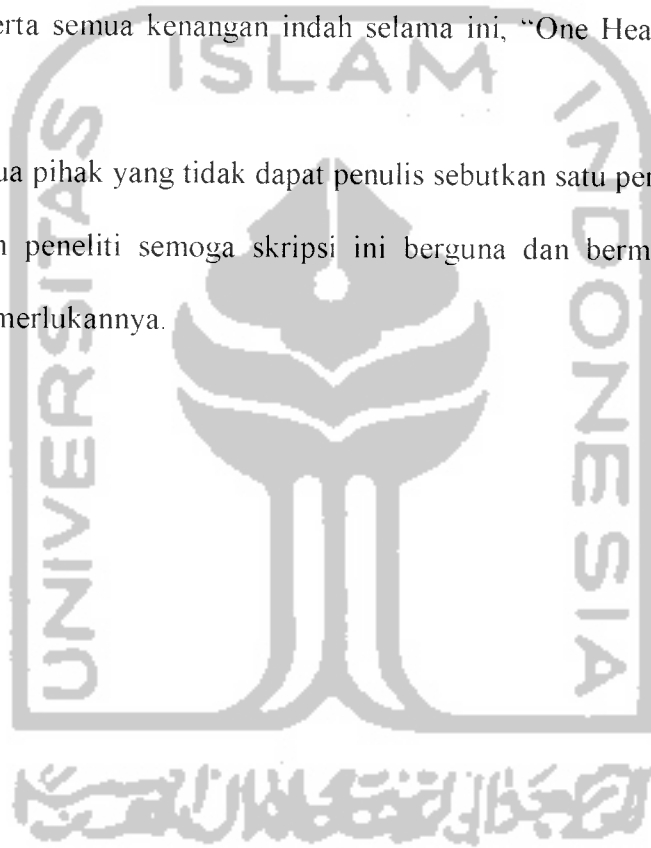 erta semua kenangan indah selama ini, “One Hea
ISLAM
UNIVERSITAS
INDONESIA
ua pihak yang tidak dapat penulis sebutkan satu per
n peneliti semoga skripsi ini berguna dan berm
merlukannya.